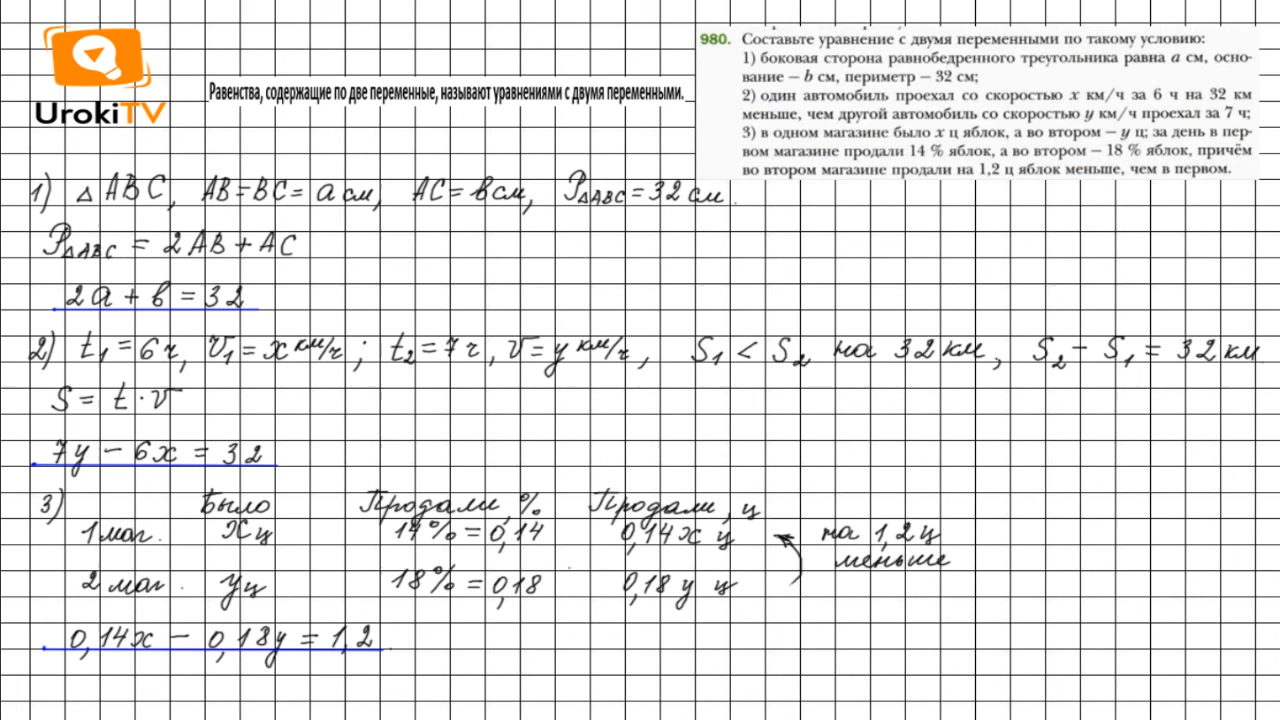 UrokiTV
Равенства, содержащие по две переменные, называют уравнениями с двумя переменными.
980. Составьте уравнение с двумя переменными по такому условию:
1) боковая сторона равнобедренного треугольника равна a см, осно-
вание – b см, периметр – 32 см;
2) один автомобиль проехал со скоростью x км/ч за 6 ч на 32 км
меньше, чем другой автомобиль со скоростью y км/ч проехал за 7 ч;
3) в одном магазине было x ц яблок, а во втором – y ц; за день в пер-
вом магазине продали 14 % яблок, а во втором – 18 % яблок, причём
во втором магазине продали на 1,2 ц яблок меньше, чем в первом.
1) △ABC, AB=BC= a см, AC= b см, P△ABC = 32 см.
P△ABC = 2AB + AC
2a + b = 32
2) t₁ = 6 ч, v₁ = x км/ч ; t₂ = 7 ч, v = y км/ч, S₁ < S₂ на 32 км, S₂ – S₁ = 32 км
S = t · v
7y – 6x = 32
3) Было Продали, % Продали, ц
1 маг. x ц 14% = 0,14 0,14x ц на 1,2 ц
меньше
2 маг. y ц 18% = 0,18 0,18 y ц
0,14x – 0,18y = 1,2